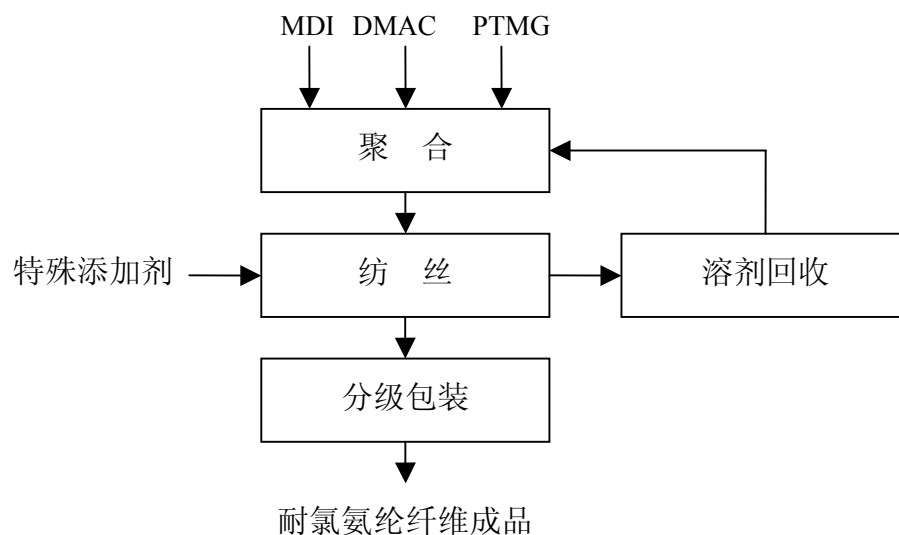 MDI DMAC PTMG
聚 合
特殊添加剂
纺 丝
溶剂回收
分级包装
耐氯氨纶纤维成品